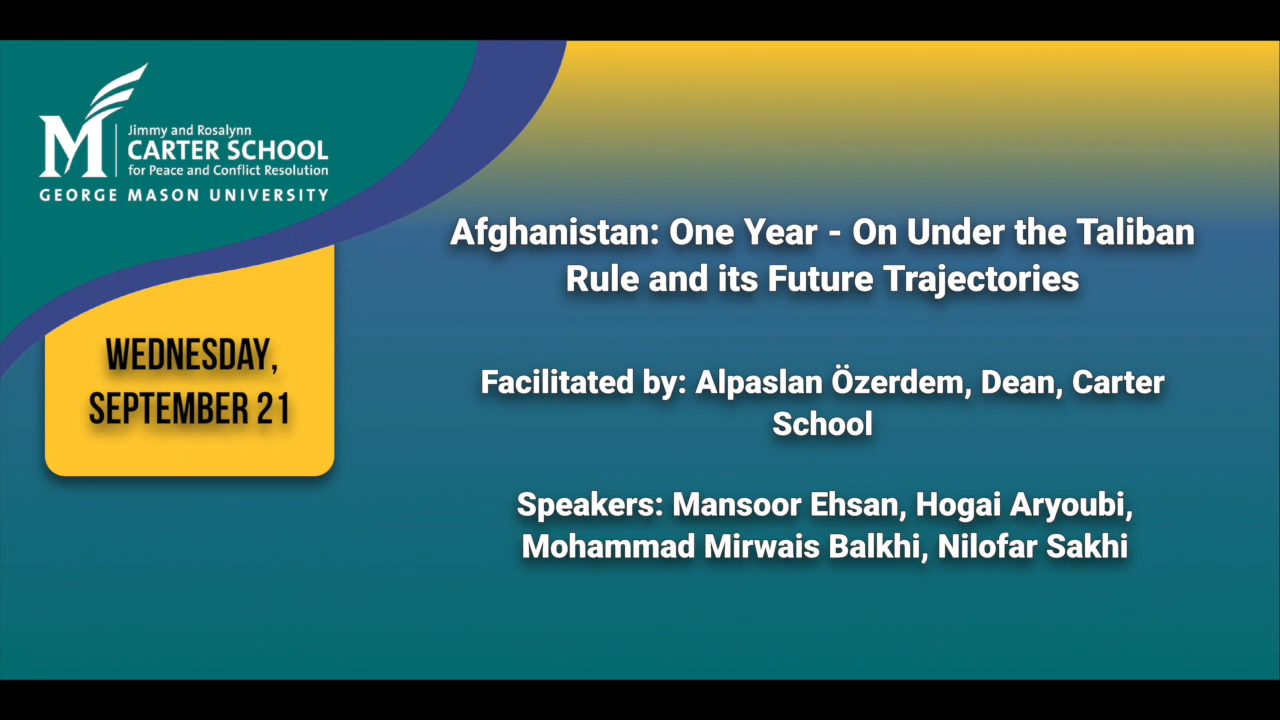 Jimmy and Rosalynn
CARTER SCHOOL
for Peace and Conflict Resolution
GEORGE MASON UNIVERSITY
WEDNESDAY,
SEPTEMBER 21
Afghanistan: One Year - On Under the Taliban
Rule and its Future Trajectories
Facilitated by: Alpaslan Özerdem, Dean, Carter
School
Speakers: Mansoor Ehsan, Hogai Aryoubi,
Mohammad Mirwais Balkhi, Nilofar Sakhi